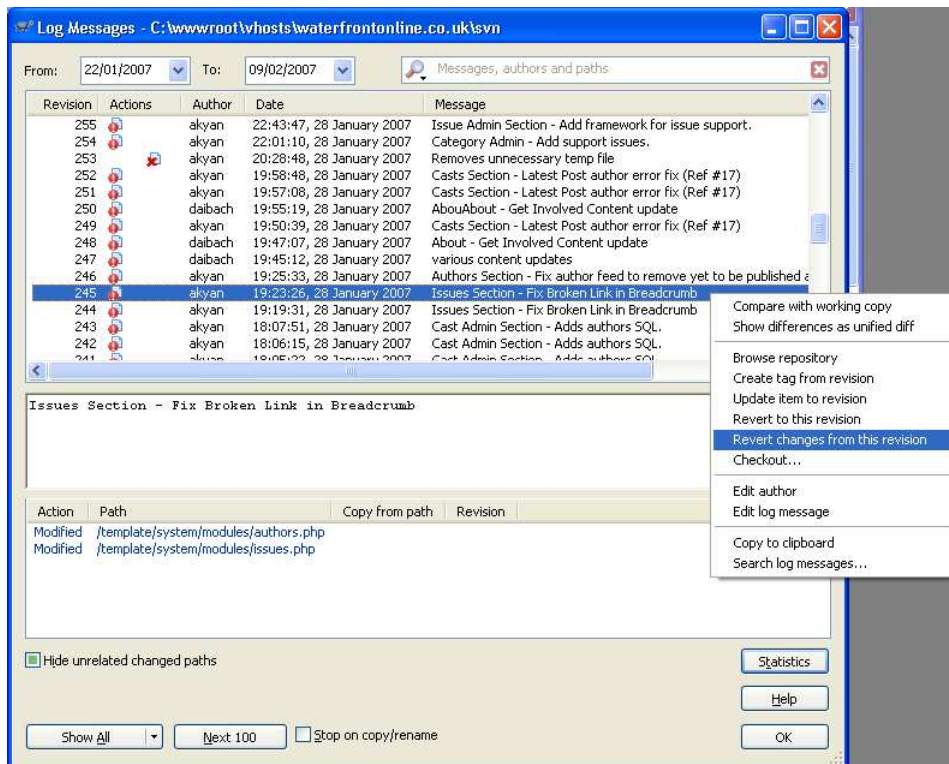 Log Messages - C:\wwwroot\vhosts\waterfrontonline.co.uk\svn
From: 22/01/2007 To: 09/02/2007 Messages, authors and paths
Revision Actions Author Date Message
255 akyan 22:43:47, 28 January 2007 Issue Admin Section - Add framework for issue support.
254 akyan 22:01:10, 28 January 2007 Category Admin - Add support issues.
253 akyan 20:28:48, 28 January 2007 Removes unnecessary temp file
252 akyan 19:58:48, 28 January 2007 Casts Section - Latest Post author error fix (Ref #17)
251 akyan 19:57:08, 28 January 2007 Casts Section - Latest Post author error fix (Ref #17)
250 daibach 19:55:19, 28 January 2007 AbouAbout - Get Involved Content update
249 akyan 19:50:39, 28 January 2007 Casts Section - Latest Post author error fix (Ref #17)
248 daibach 19:47:07, 28 January 2007 About - Get Involved Content update
247 daibach 19:45:12, 28 January 2007 various content updates
246 akyan 19:25:33, 28 January 2007 Authors Section - Fix author feed to remove yet to be published a
245 akyan 19:23:26, 28 January 2007 Issues Section - Fix Broken Link in Breadcrumb
244 akyan 19:19:31, 28 January 2007 Issues Section - Fix Broken Link in Breadcrumb
243 akyan 18:07:51, 28 January 2007 Cast Admin Section - Adds authors SQL.
242 akyan 18:06:15, 28 January 2007 Cast Admin Section - Adds authors SQL.
241 akyan 18:05:22, 28 January 2007 Cast Admin Section - Adds authors SQL
Compare with working copy
Show differences as unified diff
Browse repository
Create tag from revision
Update item to revision
Revert to this revision
Revert changes from this revision
Checkout...
Edit author
Edit log message
Copy to clipboard
Search log messages...
Issues Section - Fix Broken Link in Breadcrumb
Action Path Copy from path Revision
Modified /template/system/modules/authors.php
Modified /template/system/modules/issues.php
Hide unrelated changed paths
Statistics
Help
Show All Next 100 Stop on copy/rename OK